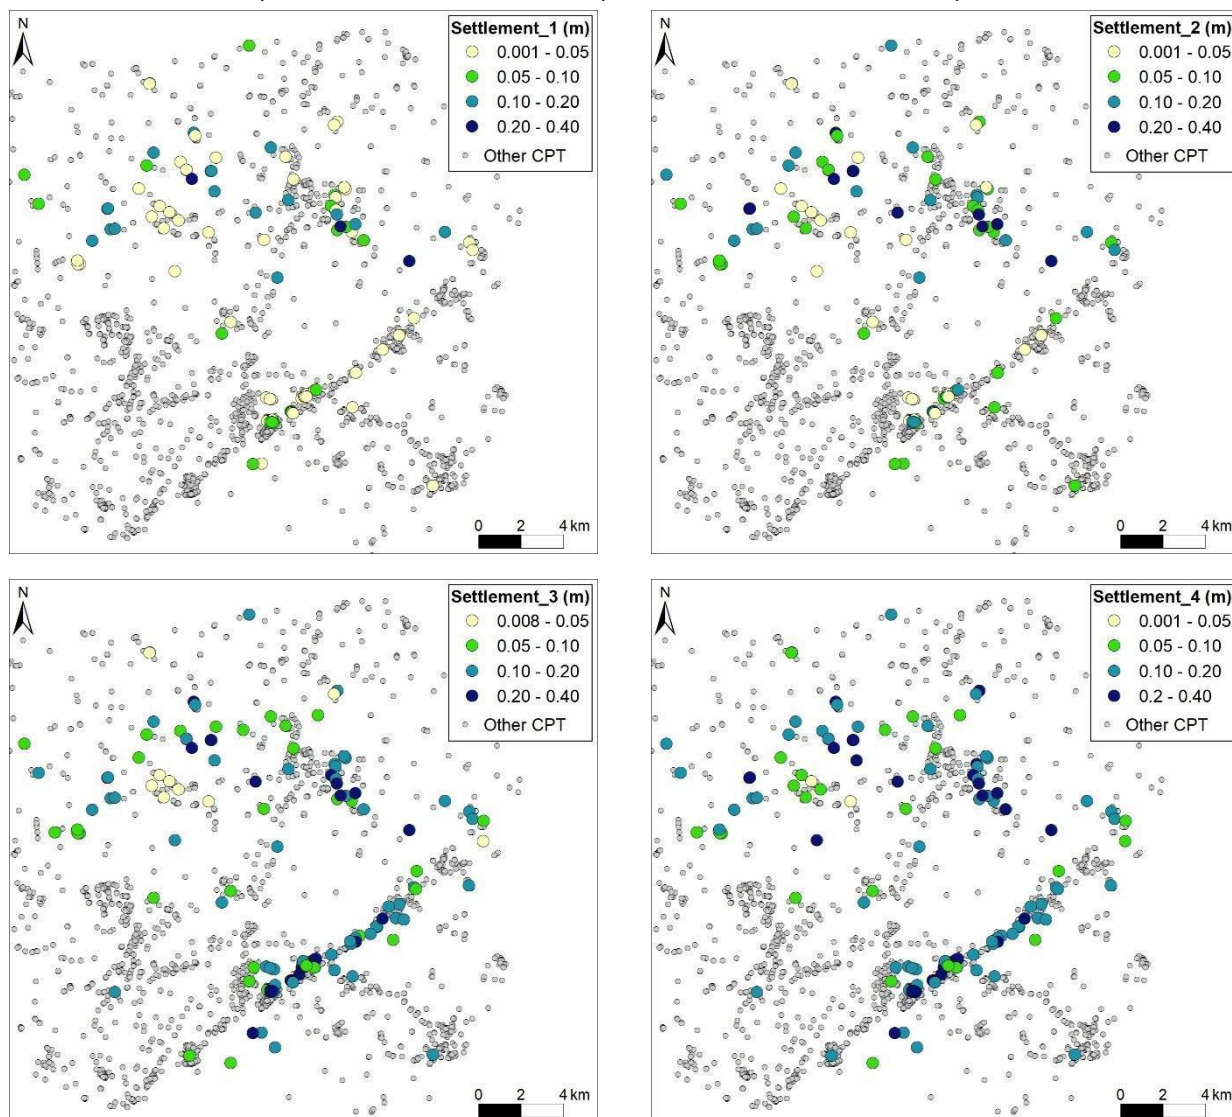 N
Settlement_1 (m)
0.001 - 0.05
0.05 - 0.10
0.10 - 0.20
0.20 - 0.40
Other CPT
0 2 4 km
N
Settlement_2 (m)
0.001 - 0.05
0.05 - 0.10
0.10 - 0.20
0.20 - 0.40
Other CPT
0 2 4 km
N
Settlement_3 (m)
0.008 - 0.05
0.05 - 0.10
0.10 - 0.20
0.20 - 0.40
Other CPT
0 2 4 km
N
Settlement_4 (m)
0.001 - 0.05
0.05 - 0.10
0.10 - 0.20
0.2 - 0.40
Other CPT
0 2 4 km